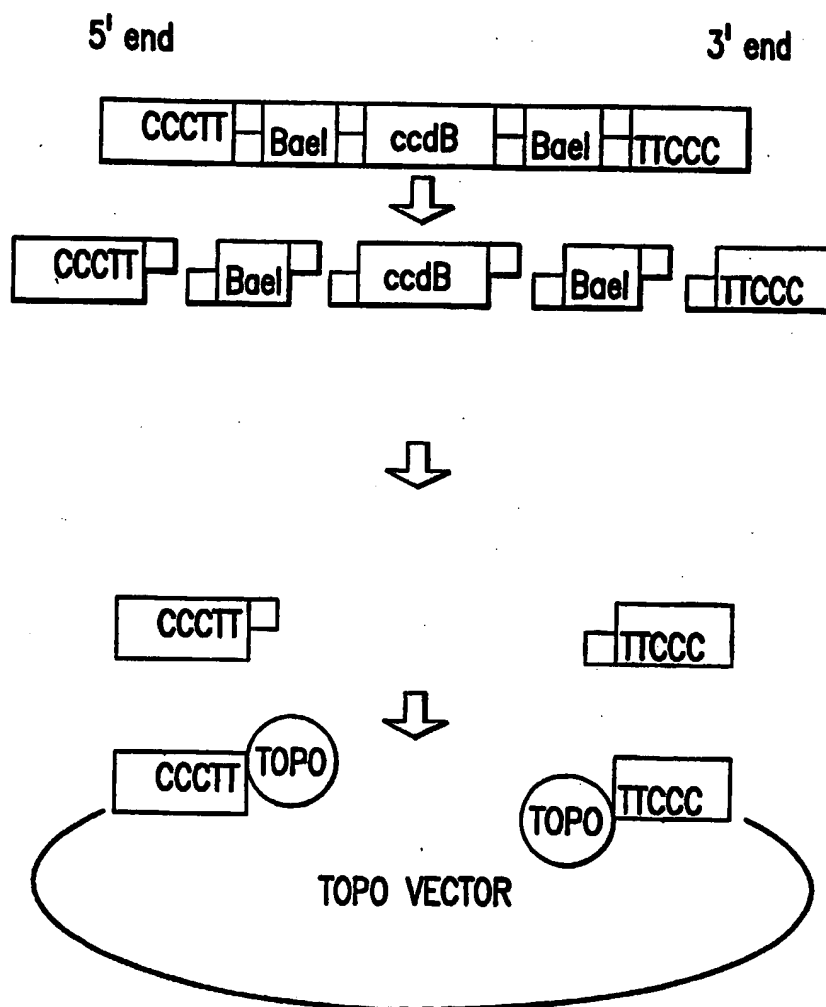 5' end 3' end
CCCTT BaeI ccdB BaeI TTCCC
CCCTT BaeI ccdB BaeI TTCCC
CCCTT TTCCC
CCCTT TOPO TOPO TTCCC
TOPO VECTOR